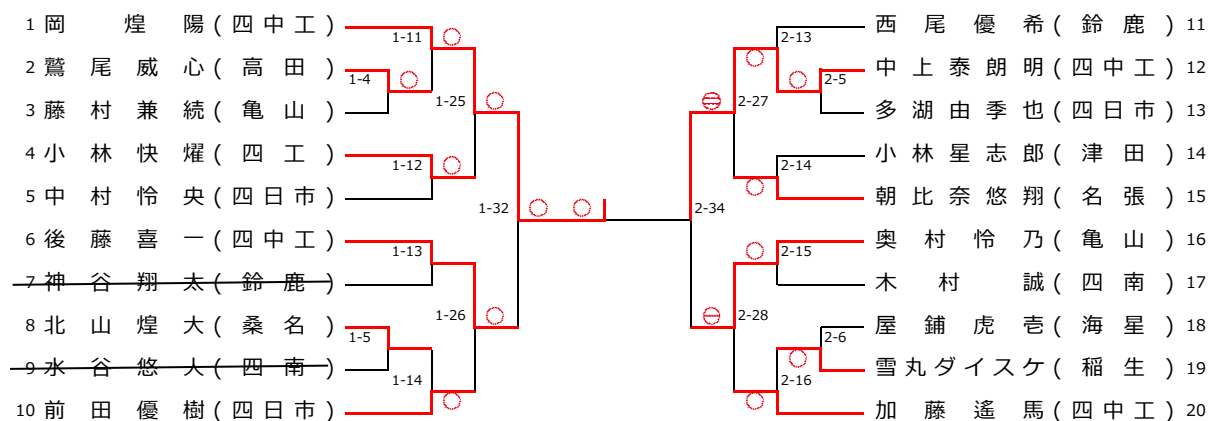 1 岡煌陽(四中工)
2 鷲尾威心(高田)
3 藤村兼続(亀山)
4 小林快燿(四工)
5 中村怜央(四日市)
6 後藤喜一(四中工)
7 神谷翔太(鈴鹿)
8 北山煌大(桑名)
9 水谷悠人(四南)
10 前田優樹(四日市)
1-11
1-4
1-25
1-12
1-32
1-13
1-26
1-5
1-14
2-13
2-5
2-27
2-14
2-34
2-15
2-28
2-6
2-16
西尾優希(鈴鹿) 11
中上泰朗明(四中工) 12
多湖由季也(四日市) 13
小林星志郎(津田) 14
朝比奈悠翔(名張) 15
奥村怜乃(亀山) 16
木村誠(四南) 17
屋鋪虎壱(海星) 18
雪丸ダイスケ(稲生) 19
加藤遙馬(四中工) 20